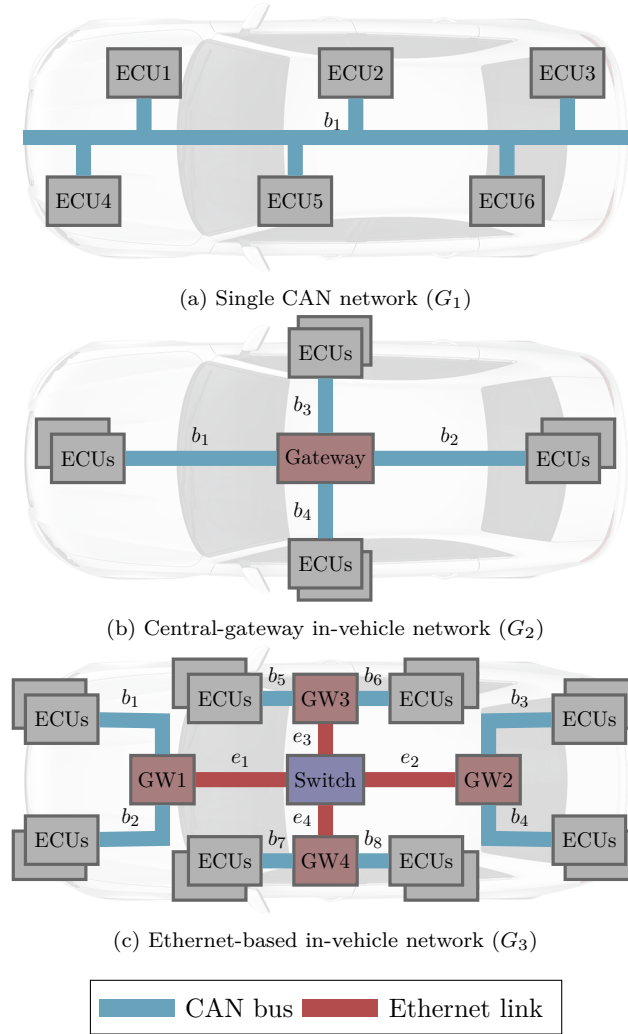 ECU1 ECU2 ECU3
b1
ECU4 ECU5 ECU6
(a) Single CAN network (G1)
ECUs
b3
b1 b2
ECUs Gateway ECUs
b4
ECUs
(b) Central-gateway in-vehicle network (G2)
b5 b6
ECUs GW3 ECUs
b1 b3
ECUs ECUs
e3
e1 e2
GW1 Switch GW2
e4
b2 b4
b7 b8
ECUs ECUs
ECUs GW4 ECUs
(c) Ethernet-based in-vehicle network (G3)
CAN bus Ethernet link